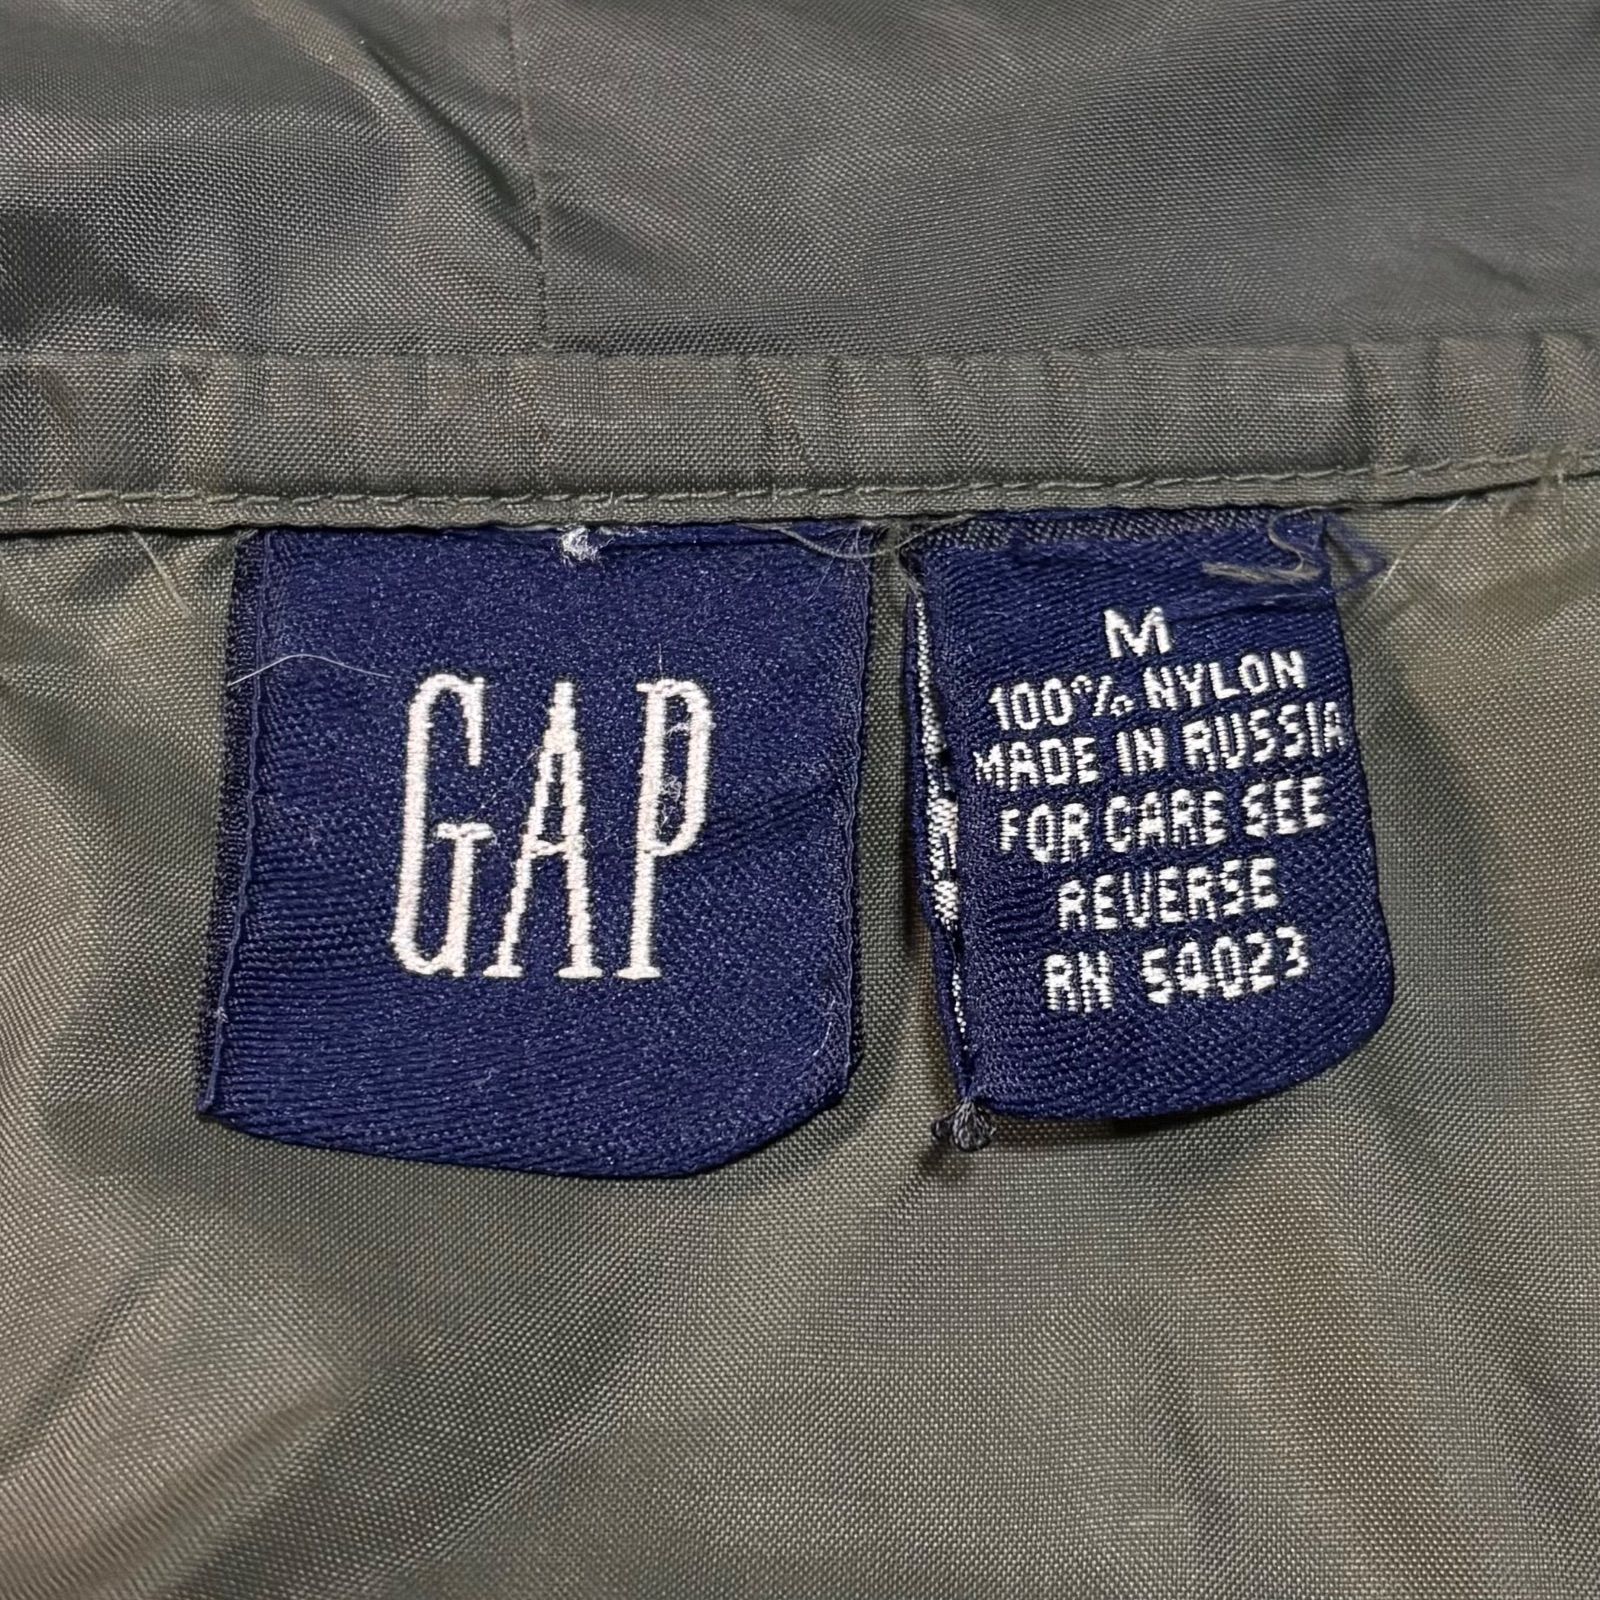 GAP
M
100% NYLON
MADE IN RUSSIA
FOR CARE SEE
REVERSE
RN 54023